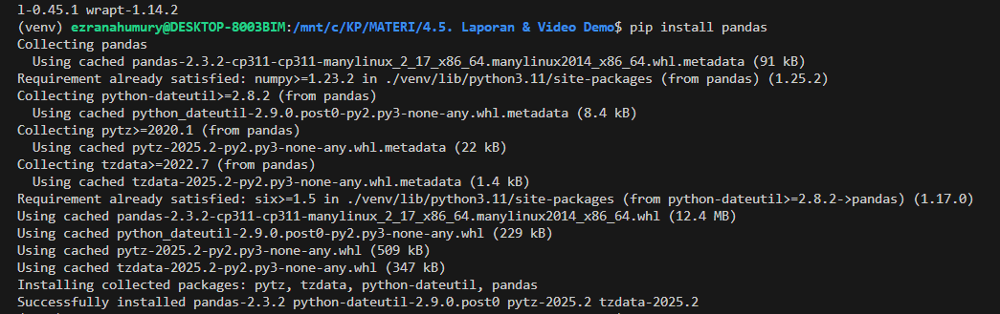 l-0.45.1 wrapt-1.14.2
(venv) ezranahumury@DESKTOP-8003BIM:/mnt/c/KP/MATERI/4.5. Laporan & Video Demo$ pip install pandas
Collecting pandas
  Using cached pandas-2.3.2-cp311-cp311-manylinux_2_17_x86_64.manylinux2014_x86_64.whl.metadata (91 kB)
Requirement already satisfied: numpy>=1.23.2 in ./venv/lib/python3.11/site-packages (from pandas) (1.25.2)
Collecting python-dateutil>=2.8.2 (from pandas)
  Using cached python_dateutil-2.9.0.post0-py2.py3-none-any.whl.metadata (8.4 kB)
Collecting pytz>=2020.1 (from pandas)
  Using cached pytz-2025.2-py2.py3-none-any.whl.metadata (22 kB)
Collecting tzdata>=2022.7 (from pandas)
  Using cached tzdata-2025.2-py2.py3-none-any.whl.metadata (1.4 kB)
Requirement already satisfied: six>=1.5 in ./venv/lib/python3.11/site-packages (from python-dateutil>=2.8.2->pandas) (1.17.0)
Using cached pandas-2.3.2-cp311-cp311-manylinux_2_17_x86_64.manylinux2014_x86_64.whl (12.4 MB)
Using cached python_dateutil-2.9.0.post0-py2.py3-none-any.whl (229 kB)
Using cached pytz-2025.2-py2.py3-none-any.whl (509 kB)
Using cached tzdata-2025.2-py2.py3-none-any.whl (347 kB)
Installing collected packages: pytz, tzdata, python-dateutil, pandas
Successfully installed pandas-2.3.2 python-dateutil-2.9.0.post0 pytz-2025.2 tzdata-2025.2